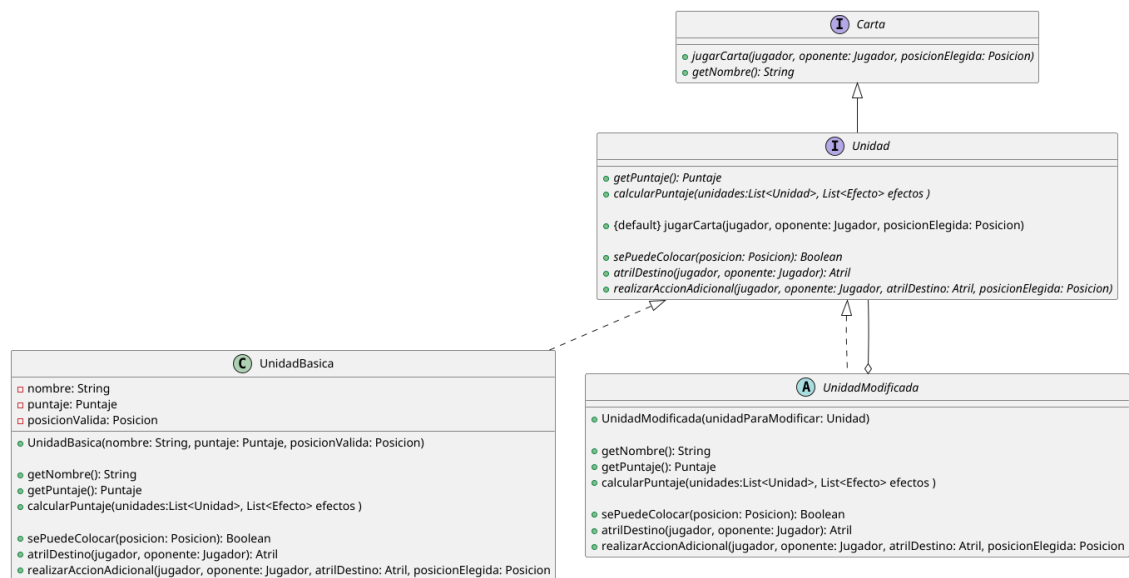 I Carta
jugarCarta(jugador, oponente: Jugador, posicionElegida: Posicion)
getNombre(): String
I Unidad
getPuntaje(): Puntaje
calcularPuntaje(unidades:List<Unidad>, List<Efecto> efectos )
{default} jugarCarta(jugador, oponente: Jugador, posicionElegida: Posicion)
sePuedeColocar(posicion: Posicion): Boolean
atrilDestino(jugador, oponente: Jugador): Atril
realizarAccionAdicional(jugador, oponente: Jugador, atrilDestino: Atril, posicionElegida: Posicion)
C UnidadBasica
nombre: String
puntaje: Puntaje
posicionValida: Posicion
UnidadBasica(nombre: String, puntaje: Puntaje, posicionValida: Posicion)
getNombre(): String
getPuntaje(): Puntaje
calcularPuntaje(unidades:List<Unidad>, List<Efecto> efectos )
sePuedeColocar(posicion: Posicion): Boolean
atrilDestino(jugador, oponente: Jugador): Atril
realizarAccionAdicional(jugador, oponente: Jugador, atrilDestino: Atril, posicionElegida: Posicion
A UnidadModificada
UnidadModificada(unidadParaModificar: Unidad)
getNombre(): String
getPuntaje(): Puntaje
calcularPuntaje(unidades:List<Unidad>, List<Efecto> efectos )
sePuedeColocar(posicion: Posicion): Boolean
atrilDestino(jugador, oponente: Jugador): Atril
realizarAccionAdicional(jugador, oponente: Jugador, atrilDestino: Atril, posicionElegida: Posicion